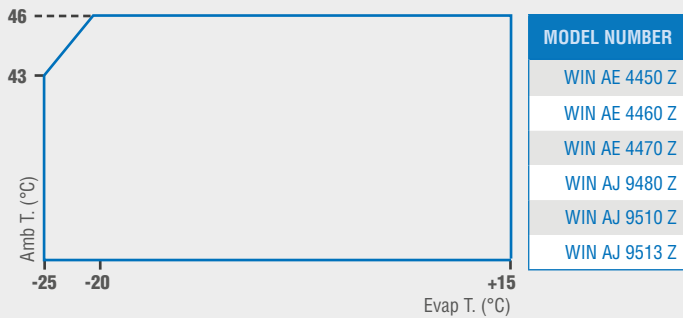 46
43
Amb T. (°C)
-25 -20 +15
Evap T. (°C)
MODEL NUMBER
WIN AE 4450 Z
WIN AE 4460 Z
WIN AE 4470 Z
WIN AJ 9480 Z
WIN AJ 9510 Z
WIN AJ 9513 Z